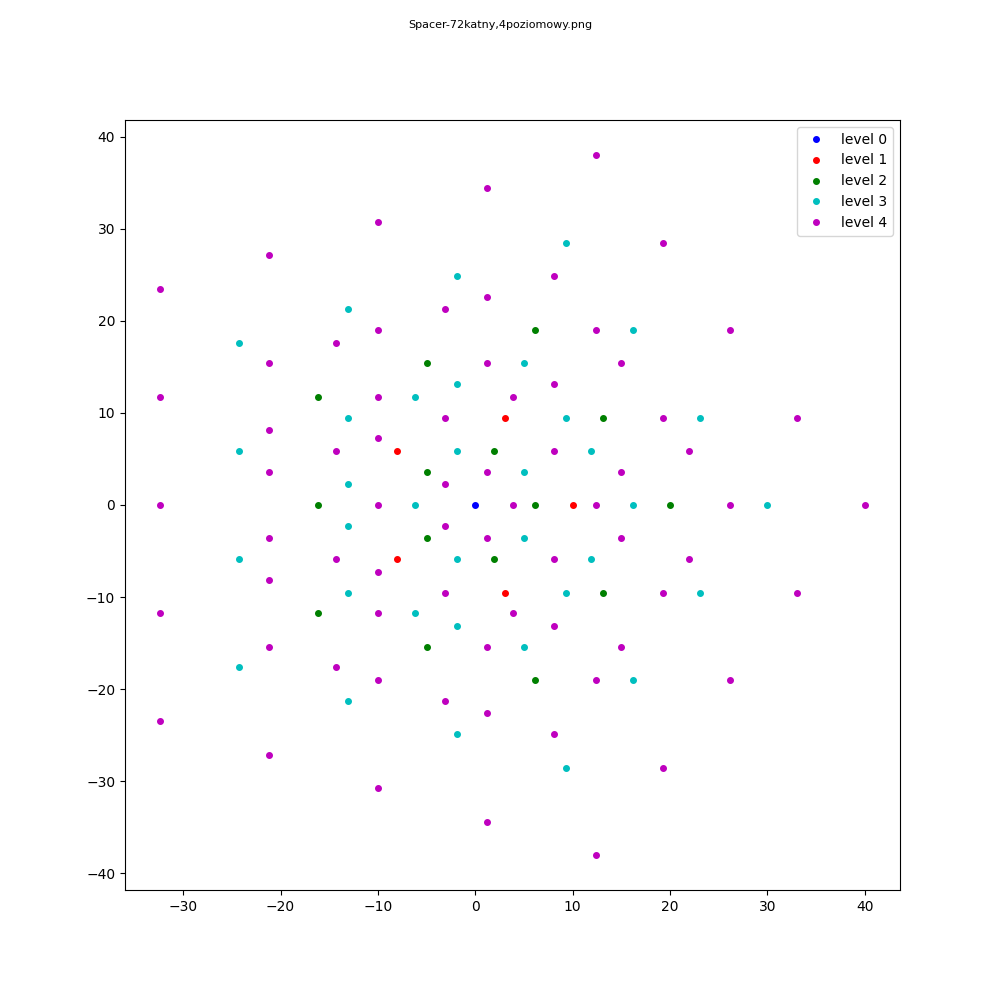 Spacer-72katny,4poziomowy.png
level 0
level 1
level 2
level 3
level 4
40
30
20
10
0
−10
−20
−30
−40
−30 −20 −10 0 10 20 30 40